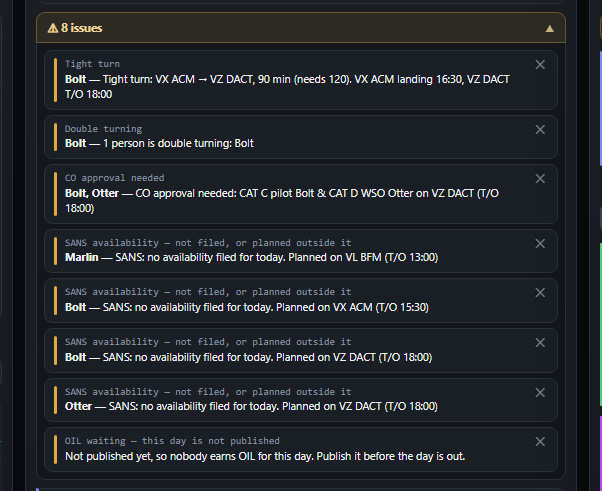 ⚠ 8 issues ▲
Tight turn ×
Bolt — Tight turn: VX ACM → VZ DACT, 90 min (needs 120). VX ACM landing 16:30, VZ DACT
T/O 18:00
Double turning ×
Bolt — 1 person is double turning: Bolt
CO approval needed ×
Bolt, Otter — CO approval needed: CAT C pilot Bolt & CAT D WSO Otter on VZ DACT (T/O
18:00)
SANS availability — not filed, or planned outside it ×
Marlin — SANS: no availability filed for today. Planned on VL BFM (T/O 13:00)
SANS availability — not filed, or planned outside it ×
Bolt — SANS: no availability filed for today. Planned on VX ACM (T/O 15:30)
SANS availability — not filed, or planned outside it ×
Bolt — SANS: no availability filed for today. Planned on VZ DACT (T/O 18:00)
SANS availability — not filed, or planned outside it ×
Otter — SANS: no availability filed for today. Planned on VZ DACT (T/O 18:00)
OIL waiting — this day is not published ×
Not published yet, so nobody earns OIL for this day. Publish it before the day is out.